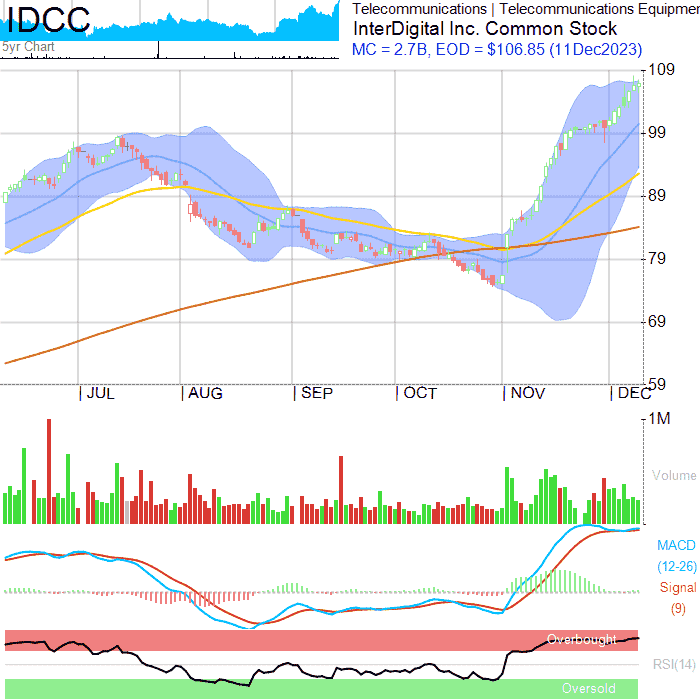 IDCC
5yr Chart
Telecommunications | Telecommunications Equipmen
InterDigital Inc. Common Stock
MC = 2.7B, EOD = $106.85 (11Dec2023)
109
99
89
79
69
59
JUL
AUG
SEP
OCT
NOV
DEC
1M
Volume
MACD
(12-26)
Signal
(9)
Overbought
RSI(14)
Oversold